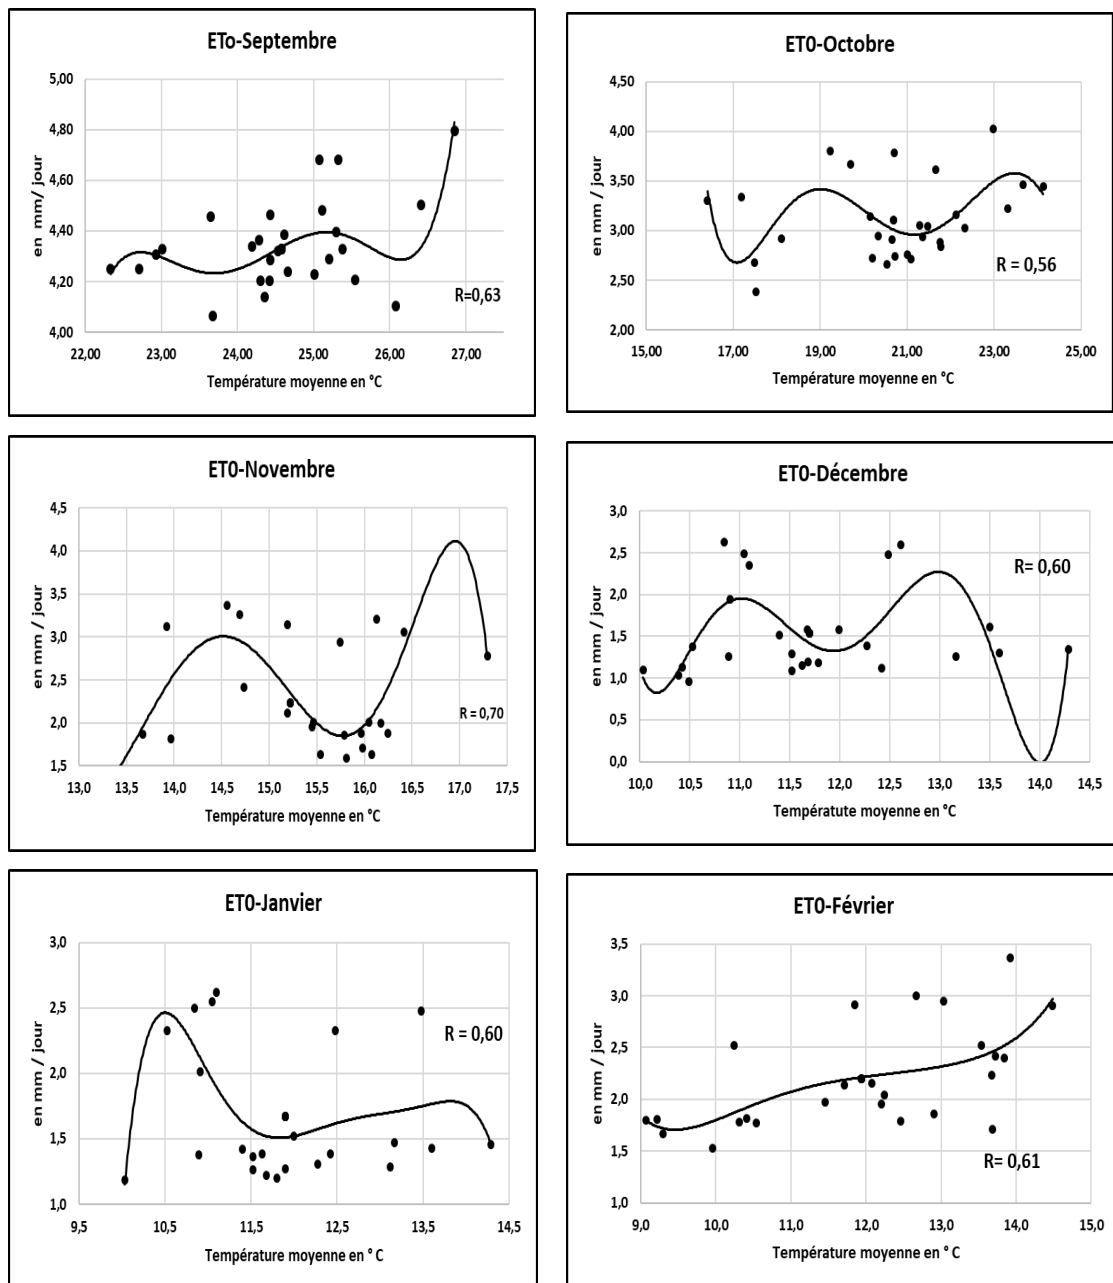 ETo-Septembre
en mm/ jour
5,00
4,80
4,60
4,40
4,20
4,00
R=0,63
22,00 23,00 24,00 25,00 26,00 27,00
Température moyenne en °C
ET0-Octobre
en mm/ jour
4,50
4,00
3,50
3,00
2,50
2,00
R = 0,56
15,00 17,00 19,00 21,00 23,00 25,00
Température moyenne en °C
ET0-Novembre
en mm / jour
4,5
4,0
3,5
3,0
2,5
2,0
1,5
R = 0,70
13,0 13,5 14,0 14,5 15,0 15,5 16,0 16,5 17,0 17,5
Température moyenne en °C
ET0-Décembre
en mm / jour
3,0
2,5
2,0
1,5
1,0
0,5
0,0
R= 0,60
10,0 10,5 11,0 11,5 12,0 12,5 13,0 13,5 14,0 14,5
Températute moyenne en °C
ET0-Janvier
en mm / jour
3,0
2,5
2,0
1,5
1,0
R = 0,60
9,5 10,5 11,5 12,5 13,5 14,5
Température moyenne en ° C
ET0-Février
en mm / jour
3,5
3,0
2,5
2,0
1,5
1,0
R= 0,61
9,0 10,0 11,0 12,0 13,0 14,0 15,0
Température moyenne en °C